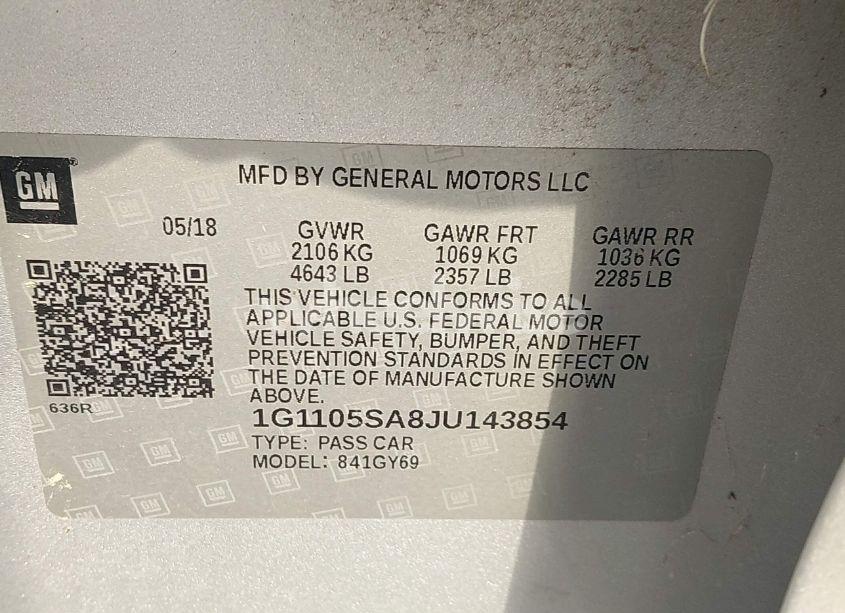 GM
MFD BY GENERAL MOTORS LLC
05/18 GVWR GAWR FRT GAWR RR
2106 KG 1069 KG 1036 KG
4643 LB 2357 LB 2285 LB
THIS VEHICLE CONFORMS TO ALL
APPLICABLE U.S. FEDERAL MOTOR
VEHICLE SAFETY, BUMPER, AND THEFT
PREVENTION STANDARDS IN EFFECT ON
THE DATE OF MANUFACTURE SHOWN
ABOVE.
636R
1G1105SA8JU143854
TYPE: PASS CAR
MODEL: 841GY69